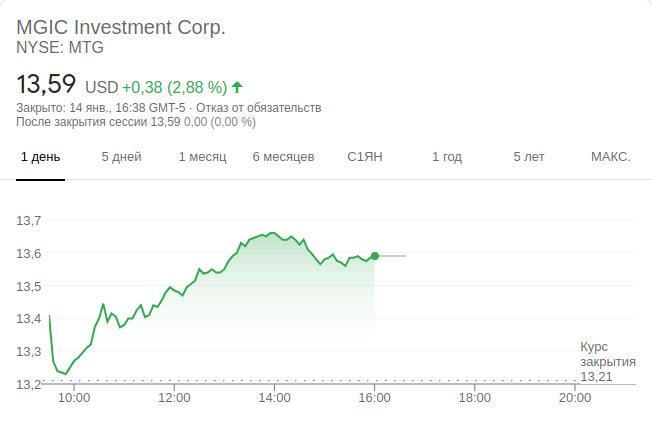 MGIC Investment Corp.
NYSE: MTG
13,59 USD +0,38 (2,88 %)
Закрыто: 14 янв., 16:38 GMT-5 · Отказ от обязательств
После закрытия сессии 13,59 0,00 (0,00 %)
1 день 5 дней 1 месяц 6 месяцев С1ЯН 1 год 5 лет МАКС.
13,7
13,6
13,5
13,4
13,3
13,2
Курс
закрытия
13,21
10:00 12:00 14:00 16:00 18:00 20:00